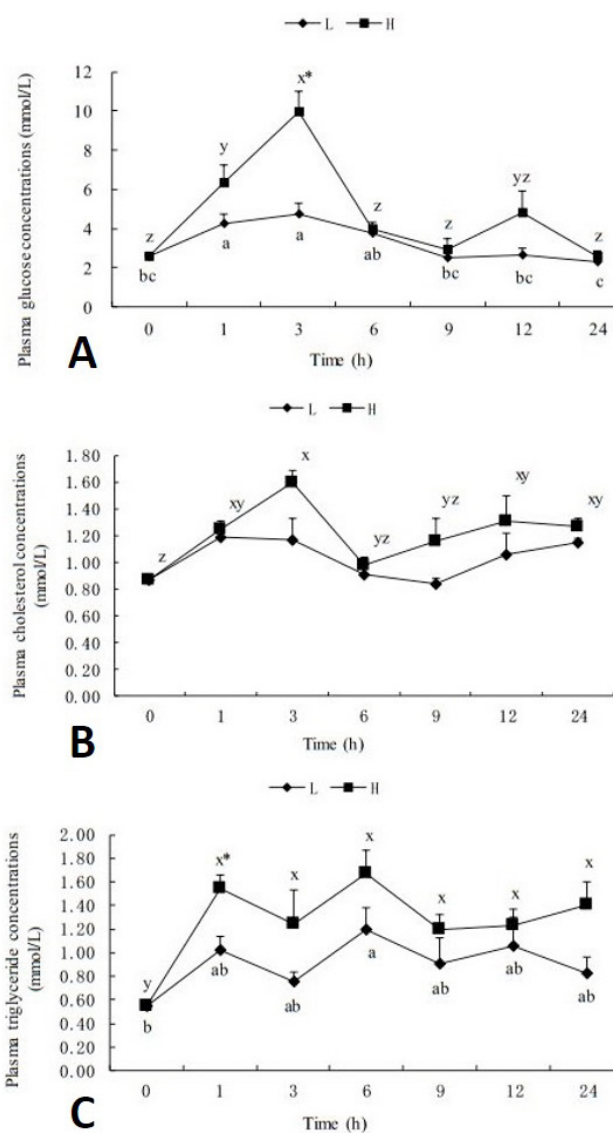 L H
Plasma glucose concentrations (mmol/L)
12
10
8
6
4
2
0
z
y
x*
z
z
yz
z
bc
a
a
ab
bc
bc
c
0 1 3 6 9 12 24
Time (h)
A
L H
Plasma cholesterol concentrations
(mmol/L)
1.80
1.60
1.40
1.20
1.00
0.80
0.60
0.40
0.20
0.00
z
xy
x
yz
yz
xy
xy
0 1 3 6 9 12 24
Time (h)
B
L H
Plasma triglyceride concentrations
(mmol/L)
2.00
1.80
1.60
1.40
1.20
1.00
0.80
0.60
0.40
0.20
0.00
y
x*
x
x
x
x
x
b
ab
ab
a
ab
ab
ab
0 1 3 6 9 12 24
Time (h)
C